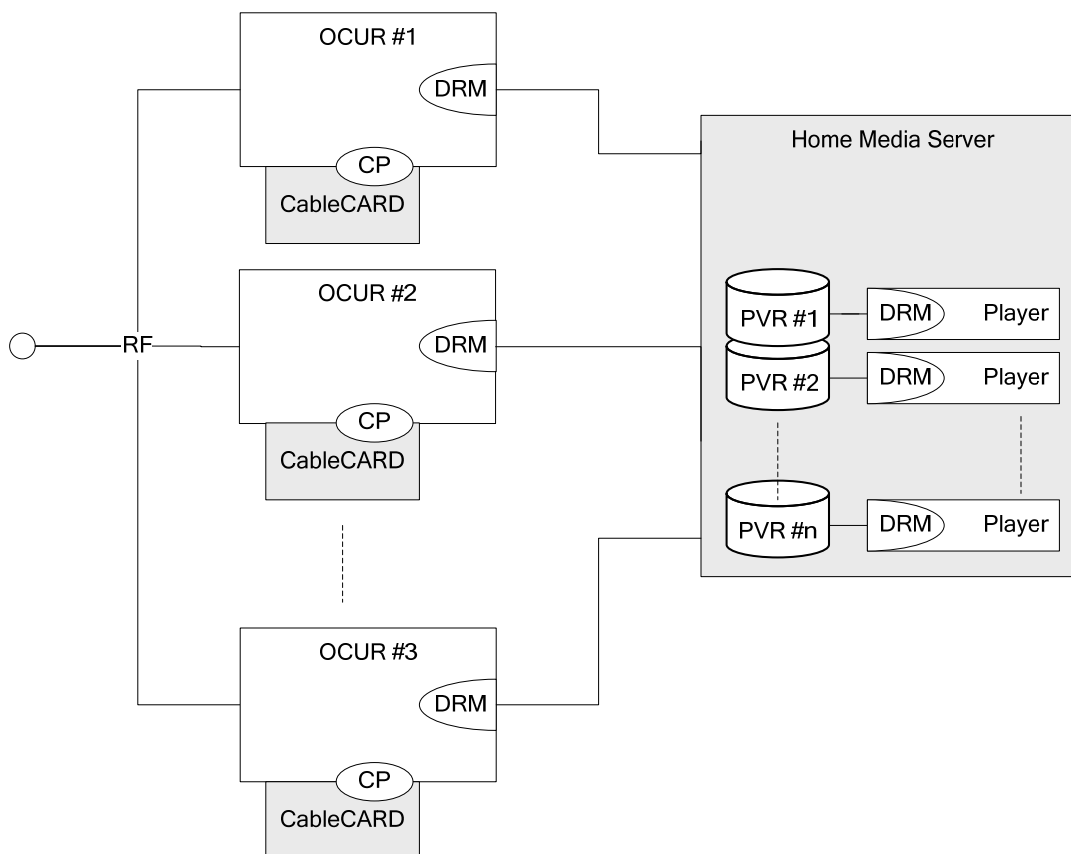 OCUR #1
DRM
CP
CableCARD
Home Media Server
OCUR #2
RF
DRM
CP
CableCARD
PVR #1
DRM
Player
PVR #2
DRM
Player
PVR #n
DRM
Player
OCUR #3
DRM
CP
CableCARD